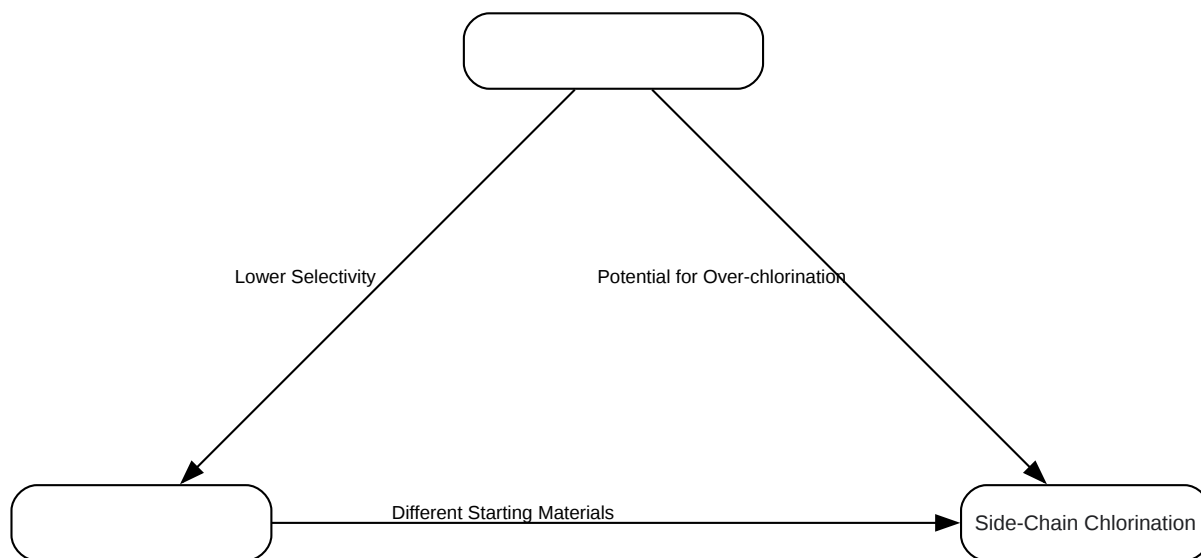 Lower Selectivity
Potential for Over-chlorination
Different Starting Materials
Side-Chain Chlorination